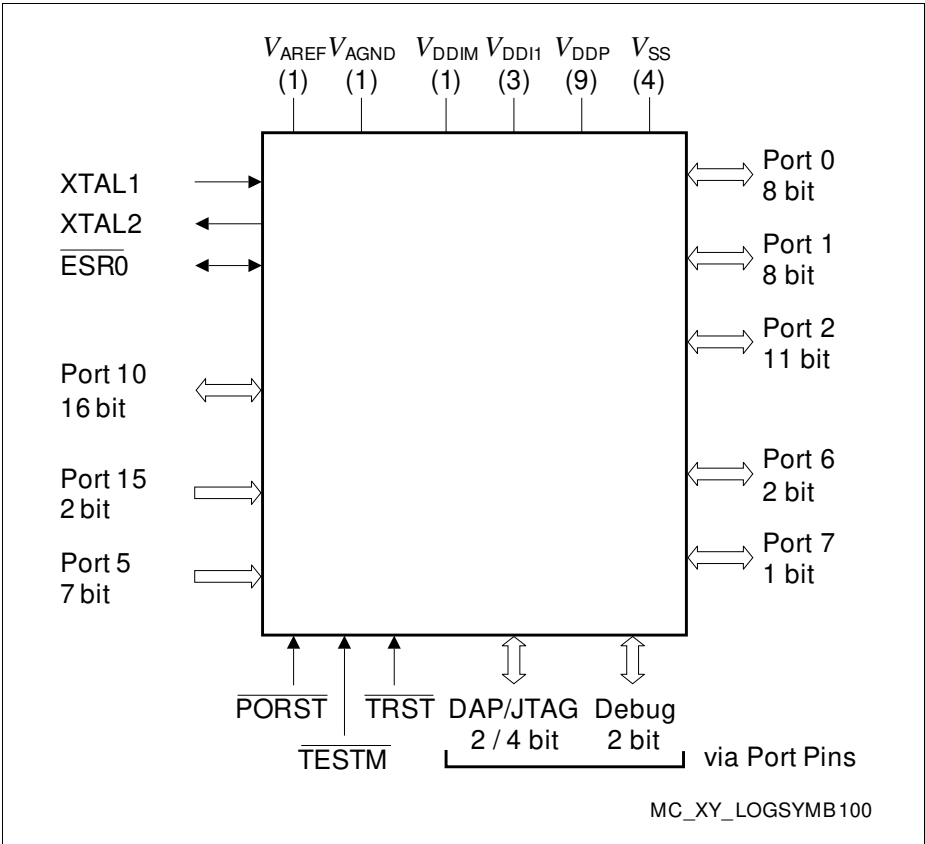 VAREF VAGND VDDIM VDDI1 VDDP VSS
(1) (1) (1) (3) (9) (4)
XTAL1
XTAL2
ESR0
Port 10
16 bit
Port 15
2 bit
Port 5
7 bit
Port 0
8 bit
Port 1
8 bit
Port 2
11 bit
Port 6
2 bit
Port 7
1 bit
PORST TRST DAP/JTAG Debug
TESTM 2 / 4 bit 2 bit
via Port Pins
MC_XY_LOGSYMB100